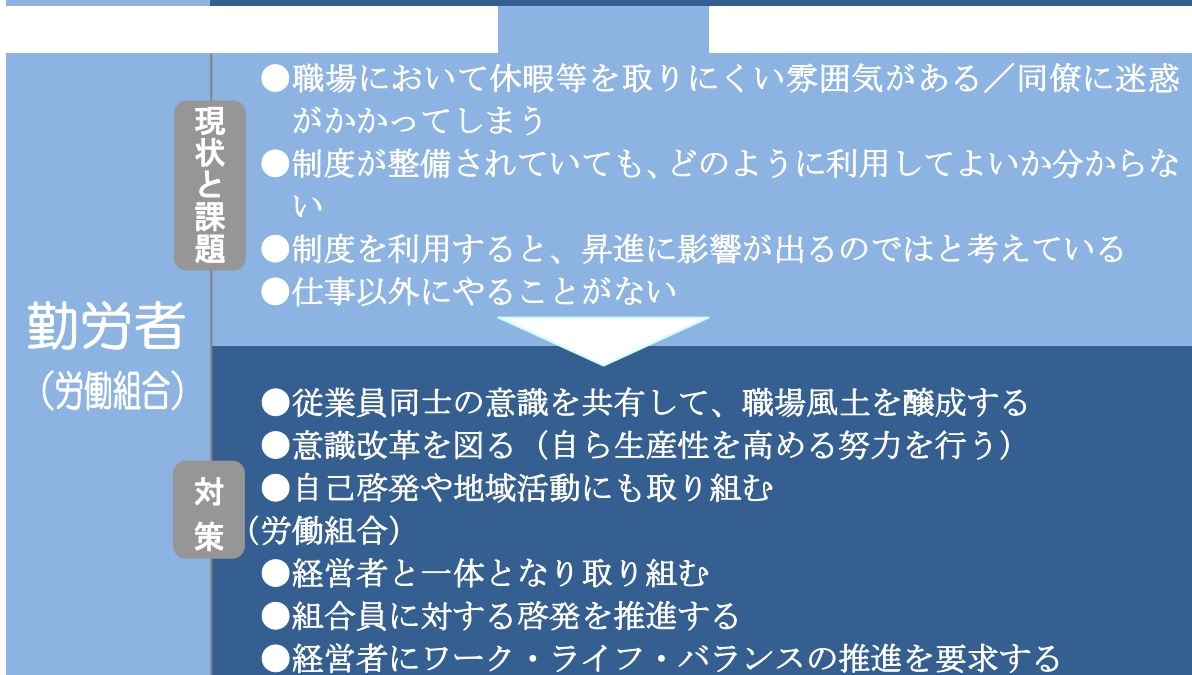 勤労者
(労働組合)
現状と課題
●職場において休暇等を取りにくい雰囲気がある／同僚に迷惑
がかかってしまう
●制度が整備されていても、どのように利用してよいか分からな
い
●制度を利用すると、昇進に影響が出るのではと考えている
●仕事以外にやることがない
対策
●従業員同士の意識を共有して、職場風土を醸成する
●意識改革を図る（自ら生産性を高める努力を行う）
●自己啓発や地域活動にも取り組む
(労働組合)
●経営者と一体となり取り組む
●組合員に対する啓発を推進する
●経営者にワーク・ライフ・バランスの推進を要求する